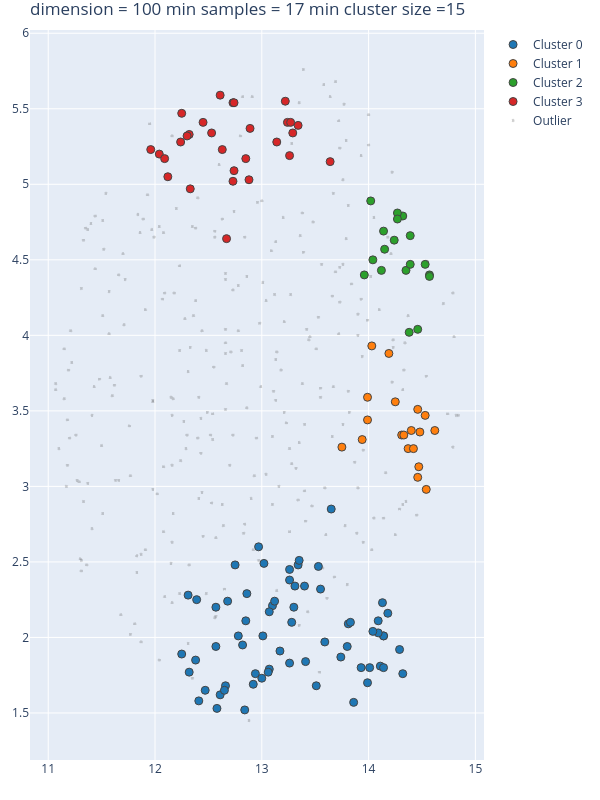 dimension = 100 min samples = 17 min cluster size =15
6
5.5
5
4.5
4
3.5
3
2.5
2
1.5
11 12 13 14 15
Cluster 0
Cluster 1
Cluster 2
Cluster 3
Outlier